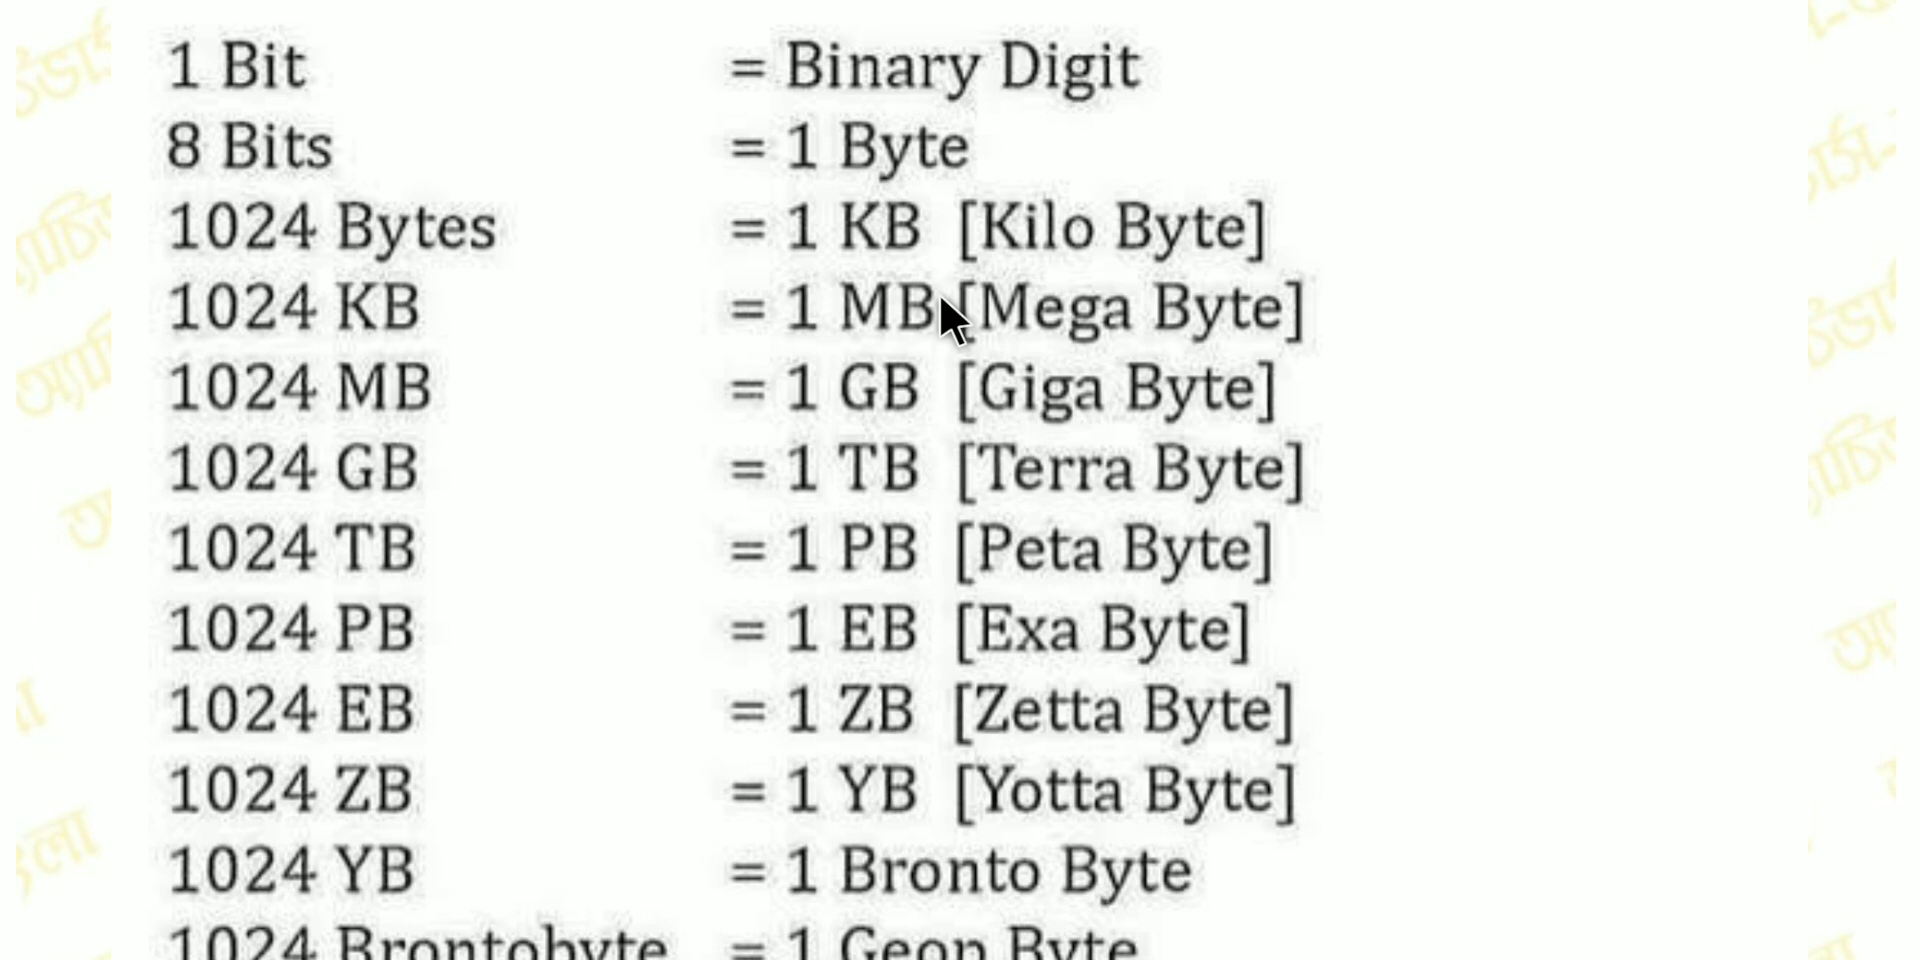 1 Bit = Binary Digit
8 Bits = 1 Byte
1024 Bytes = 1 KB [Kilo Byte]
1024 KB = 1 MB [Mega Byte]
1024 MB = 1 GB [Giga Byte]
1024 GB = 1 TB [Terra Byte]
1024 TB = 1 PB [Peta Byte]
1024 PB = 1 EB [Exa Byte]
1024 EB = 1 ZB [Zetta Byte]
1024 ZB = 1 YB [Yotta Byte]
1024 YB = 1 Bronto Byte
1024 Brontobyte = 1 Geop Byte